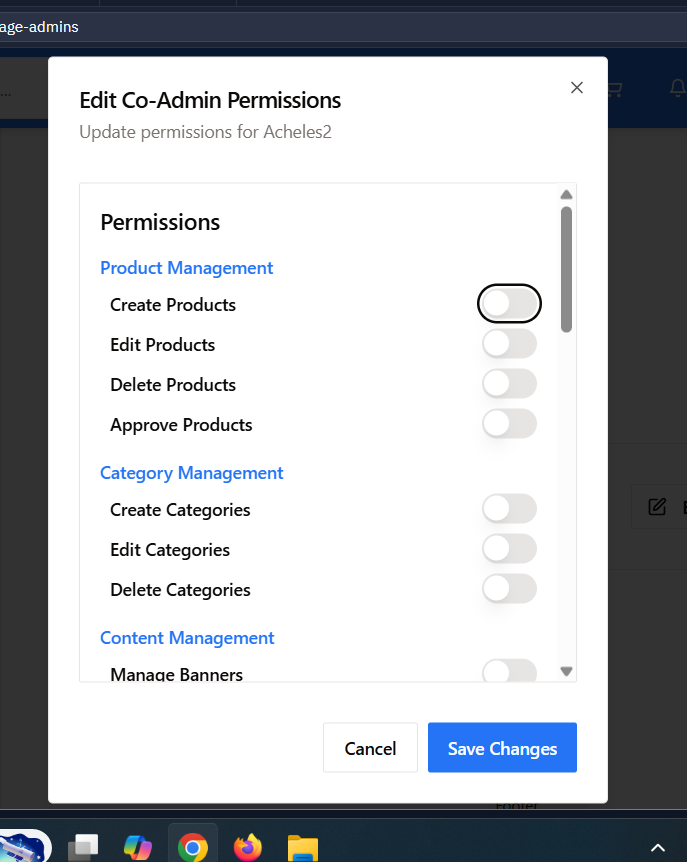 age-admins
...
Edit Co-Admin Permissions
Update permissions for Acheles2
Permissions
Product Management
Create Products
Edit Products
Delete Products
Approve Products
Category Management
Create Categories
Edit Categories
Delete Categories
Content Management
Manage Banners
Cancel
Save Changes
Footer